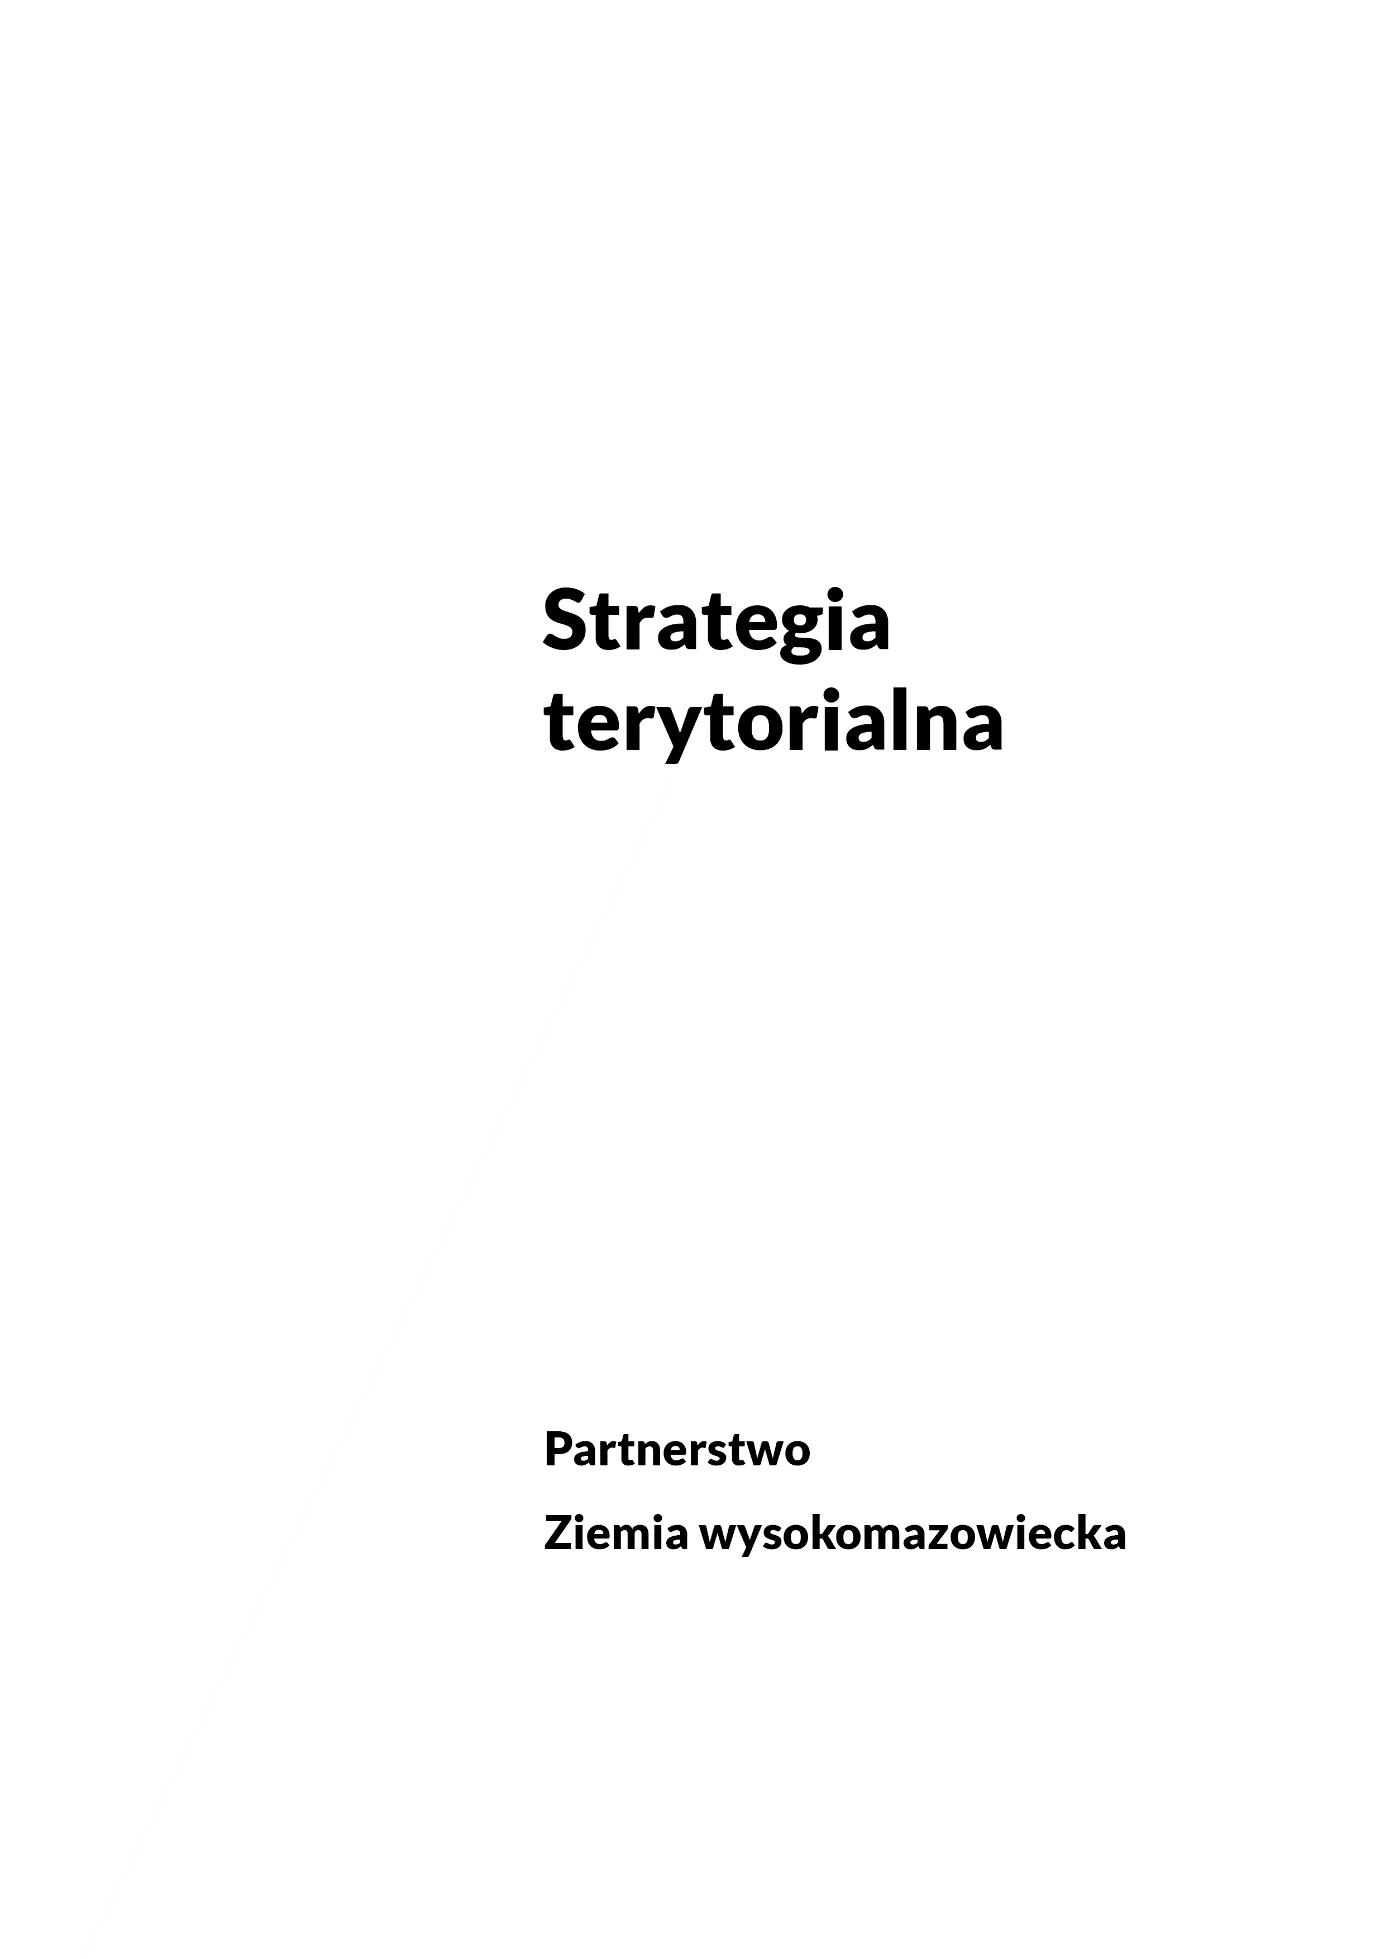 Strategia
terytorialna
Partnerstwo
Ziemia wysokomazowiecka